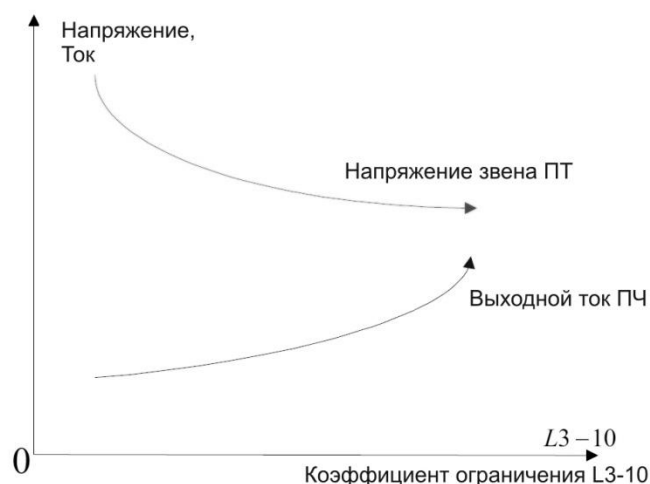 Напряжение,
Ток
Напряжение звена ПТ
Выходной ток ПЧ
L3–10
0
Коэффициент ограничения L3-10